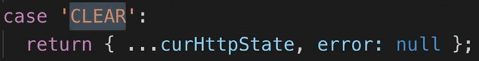 case 'CLEAR':
return { ...curHttpState, error: null };